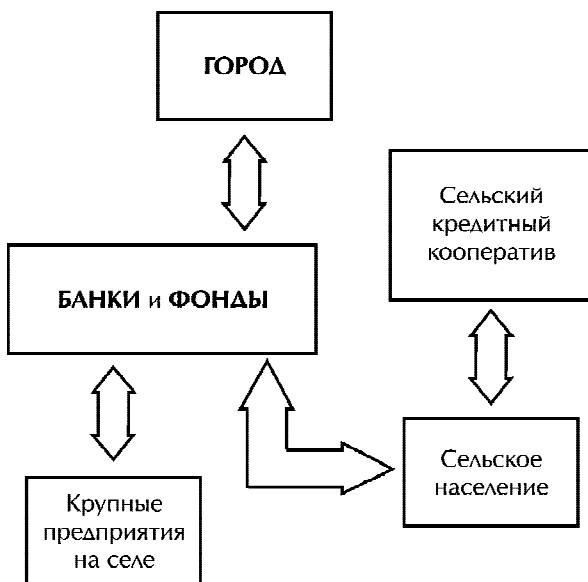 ГОРОД
Сельский
кредитный
кооператив
БАНКИ и ФОНДЫ
Сельское
население
Крупные
предприятия
на селе